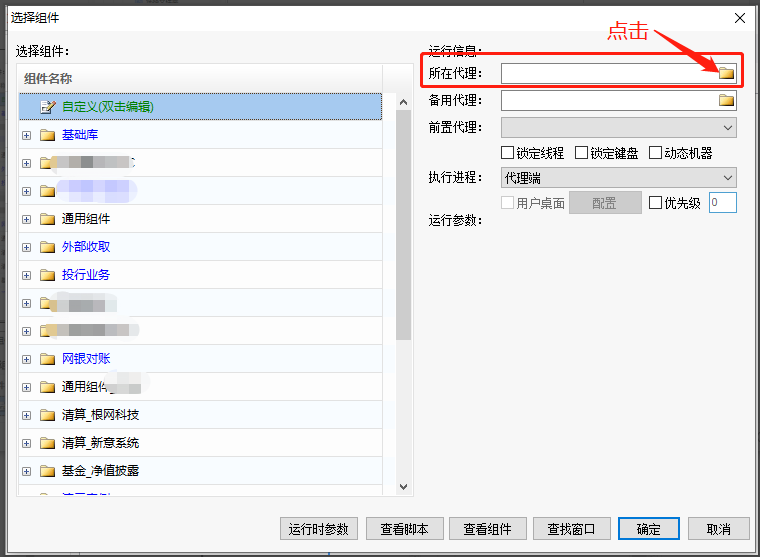 选择组件
点击
选择组件:
运行信息:
组件名称
所在代理:
自定义(双击编辑)
备用代理:
基础库
前置代理:
锁定线程 锁定键盘 动态机器
执行进程: 代理端
用户桌面 配置 优先级 0
通用组件
运行参数:
外部收取
投行业务
网银对账
通用组件
清算_根网科技
清算_新意系统
基金_净值披露
运行时参数 查看脚本 查看组件 查找窗口 确定 取消